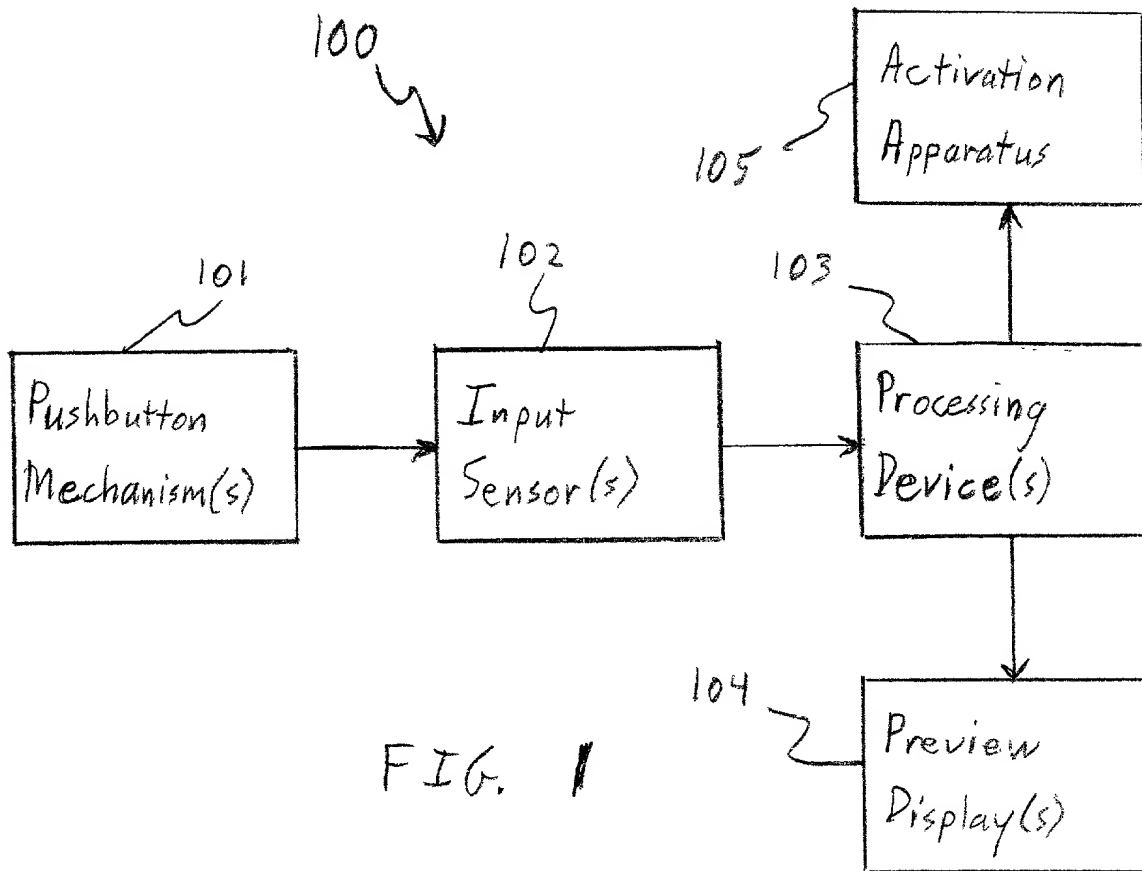 100
105
Activation
Apparatus
101
102
103
Pushbutton
Mechanism(s)
Input
Sensor(s)
Processing
Device(s)
104
Preview
Display(s)
FIG. 1